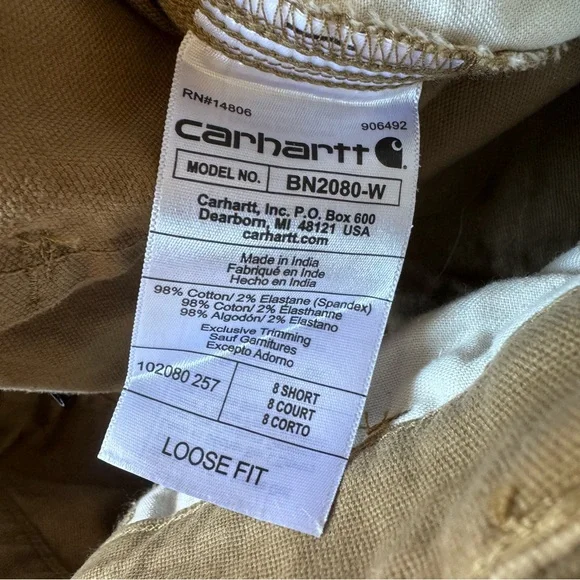 RN#14806 906492
carhartt
MODEL NO. BN2080-W
Carhartt, Inc. P.O. Box 600
Dearborn, MI 48121 USA
carhartt.com
Made in India
Fabriqué en Inde
Hecho en India
98% Cotton/ 2% Elastane (Spandex)
98% Coton/ 2% Élasthanne
98% Algodón/ 2% Elastano
Exclusive Trimming
Sauf Garnitures
Excepto Adorno
102080 257
8 SHORT
8 COURT
8 CORTO
LOOSE FIT